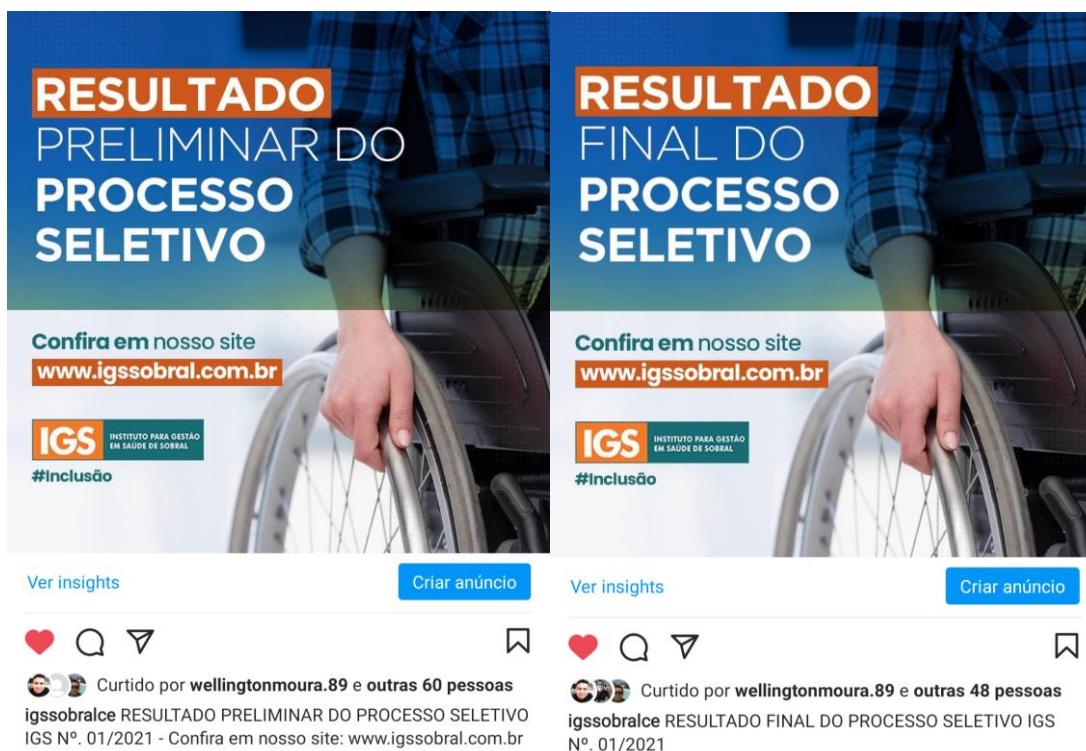 RESULTADO
PRELIMINAR DO
PROCESSO
SELETIVO
Confira em nosso site
www.igssobral.com.br
IGS INSTITUTO PARA GESTÃO
EM SAÚDE DE SOBRAL
#Inclusão
Ver insights
Criar anúncio
Curtido por wellingtonmoura.89 e outras 60 pessoas
igssobralce RESULTADO PRELIMINAR DO PROCESSO SELETIVO
IGS Nº. 01/2021 - Confira em nosso site: www.igssobral.com.br
RESULTADO
FINAL DO
PROCESSO
SELETIVO
Confira em nosso site
www.igssobral.com.br
IGS INSTITUTO PARA GESTÃO
EM SAÚDE DE SOBRAL
#Inclusão
Ver insights
Criar anúncio
Curtido por wellingtonmoura.89 e outras 48 pessoas
igssobralce RESULTADO FINAL DO PROCESSO SELETIVO IGS
Nº. 01/2021